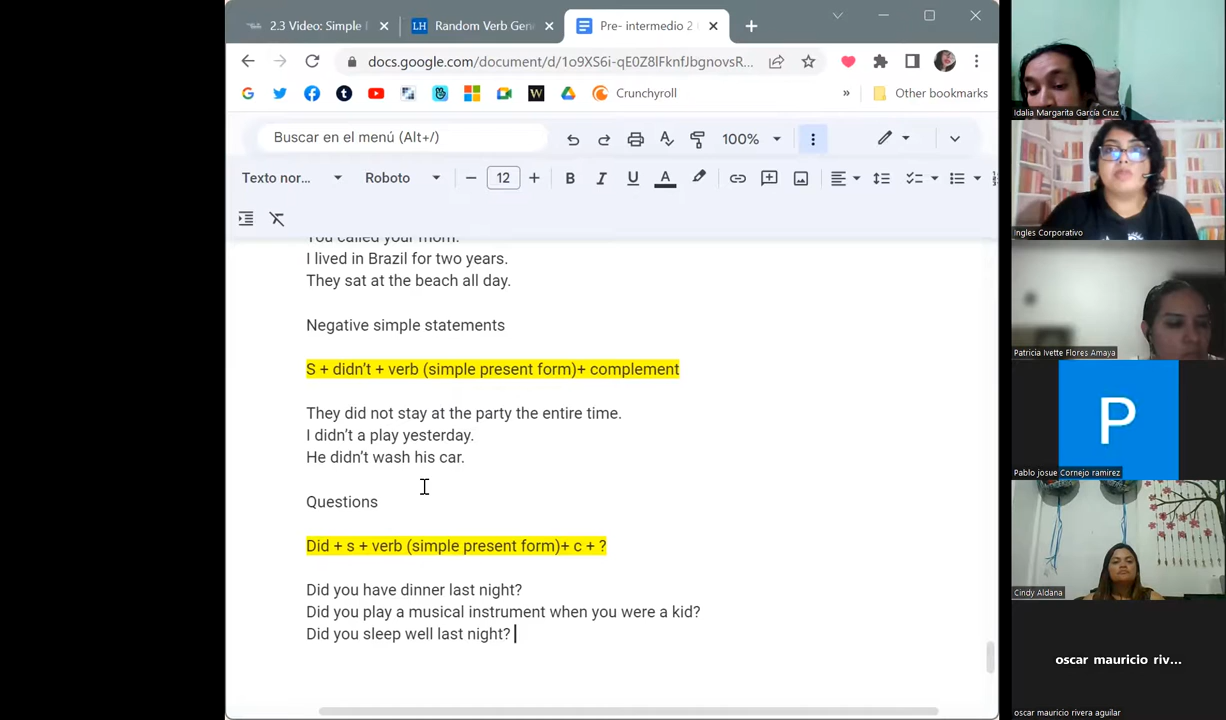 2.3 Video: Simple
Random Verb Gen
Pre- intermedio 2
docs.google.com/document/d/1o9XS6i-qE0Z8lFknfJbgnovsR...
Crunchyroll
Other bookmarks
Buscar en el menú (Alt+/)
100%
Texto nor...
Roboto
12
You called your mom.
I lived in Brazil for two years.
They sat at the beach all day.
Negative simple statements
S + didn't + verb (simple present form)+ complement
They did not stay at the party the entire time.
I didn't a play yesterday.
He didn't wash his car.
Questions
Did + s + verb (simple present form)+ c + ?
Did you have dinner last night?
Did you play a musical instrument when you were a kid?
Did you sleep well last night?
Idalia Margarita García Cruz
Ingles Corporativo
Patricia Ivette Flores Amaya
P
Pablo josue Cornejo ramirez
Cindy Aldana
oscar mauricio riv...
oscar mauricio rivera aguilar